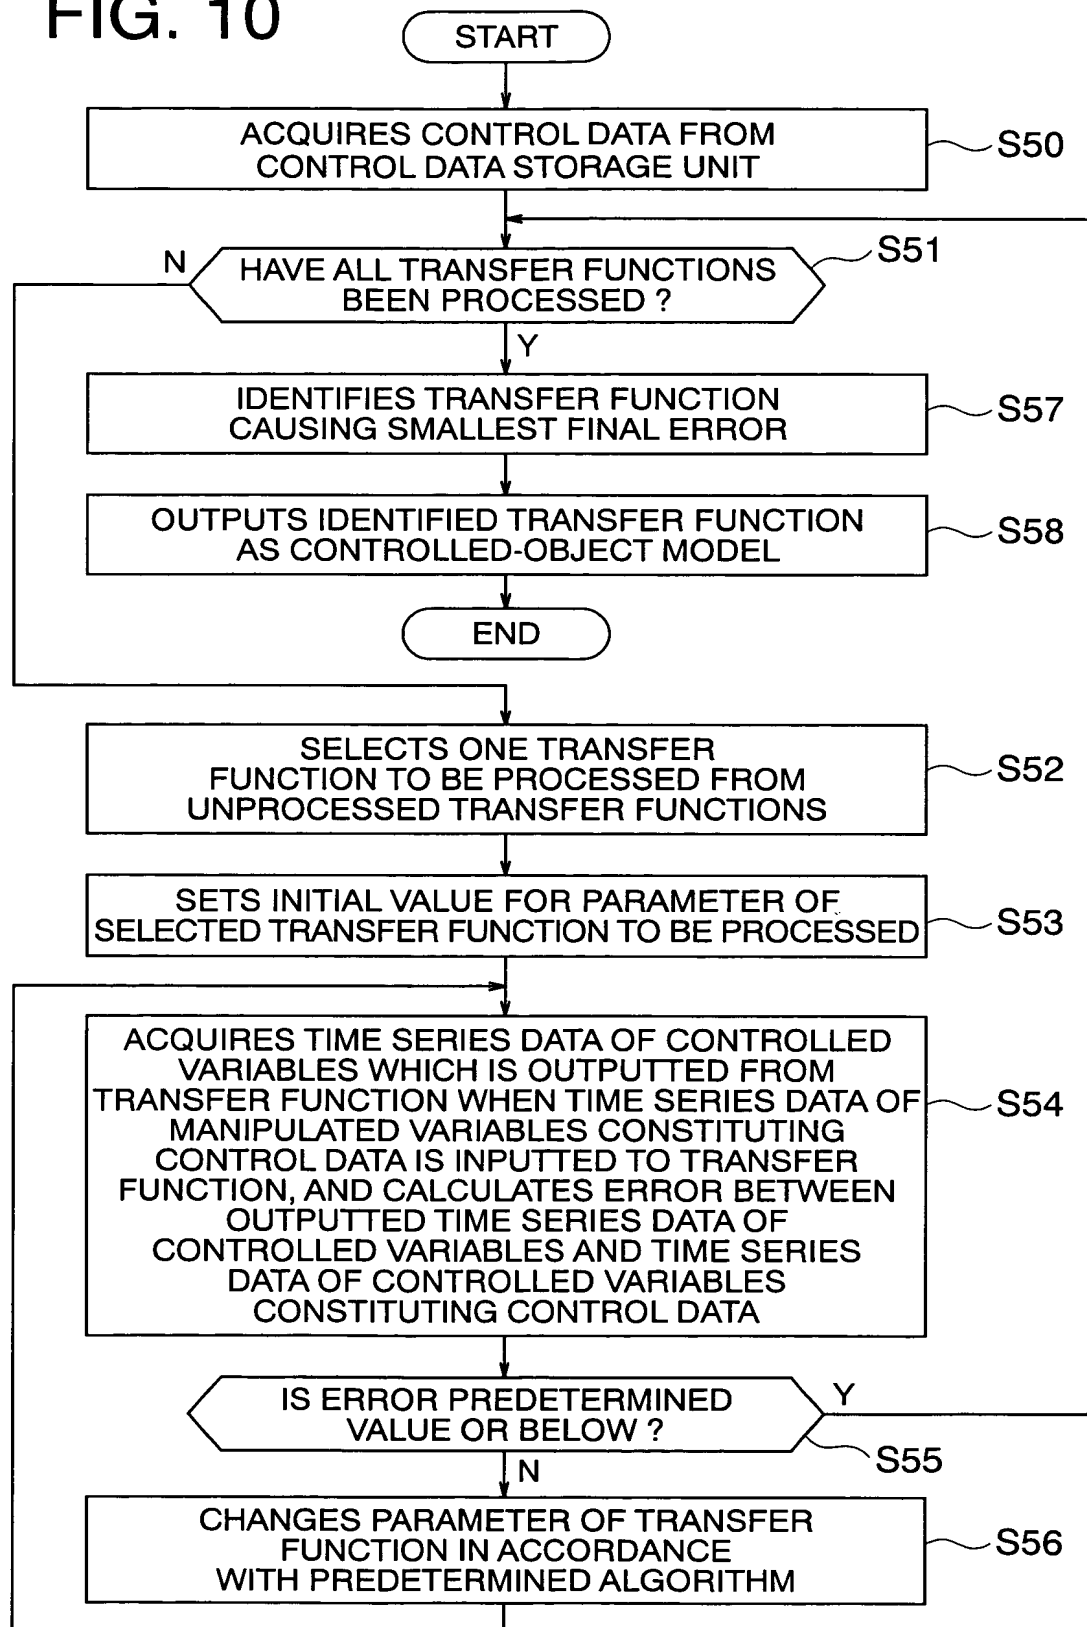 FIG. 10
START
ACQUIRES CONTROL DATA FROM
CONTROL DATA STORAGE UNIT
S50
HAVE ALL TRANSFER FUNCTIONS
BEEN PROCESSED ?
S51
N
Y
IDENTIFIES TRANSFER FUNCTION
CAUSING SMALLEST FINAL ERROR
S57
OUTPUTS IDENTIFIED TRANSFER FUNCTION
AS CONTROLLED-OBJECT MODEL
S58
END
SELECTS ONE TRANSFER
FUNCTION TO BE PROCESSED FROM
UNPROCESSED TRANSFER FUNCTIONS
S52
SETS INITIAL VALUE FOR PARAMETER OF
SELECTED TRANSFER FUNCTION TO BE PROCESSED
S53
ACQUIRES TIME SERIES DATA OF CONTROLLED
VARIABLES WHICH IS OUTPUTTED FROM
TRANSFER FUNCTION WHEN TIME SERIES DATA OF
MANIPULATED VARIABLES CONSTITUTING
CONTROL DATA IS INPUTTED TO TRANSFER
FUNCTION, AND CALCULATES ERROR BETWEEN
OUTPUTTED TIME SERIES DATA OF
CONTROLLED VARIABLES AND TIME SERIES
DATA OF CONTROLLED VARIABLES
CONSTITUTING CONTROL DATA
S54
IS ERROR PREDETERMINED
VALUE OR BELOW ?
Y
S55
N
CHANGES PARAMETER OF TRANSFER
FUNCTION IN ACCORDANCE
WITH PREDETERMINED ALGORITHM
S56